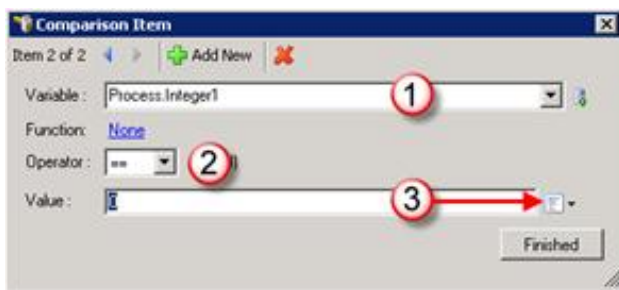 Comparison Item
Item 2 of 2 Add New
Variable : Process.Integer1 1
Function: None
Operator : == 2
Value : 0 3
Finished